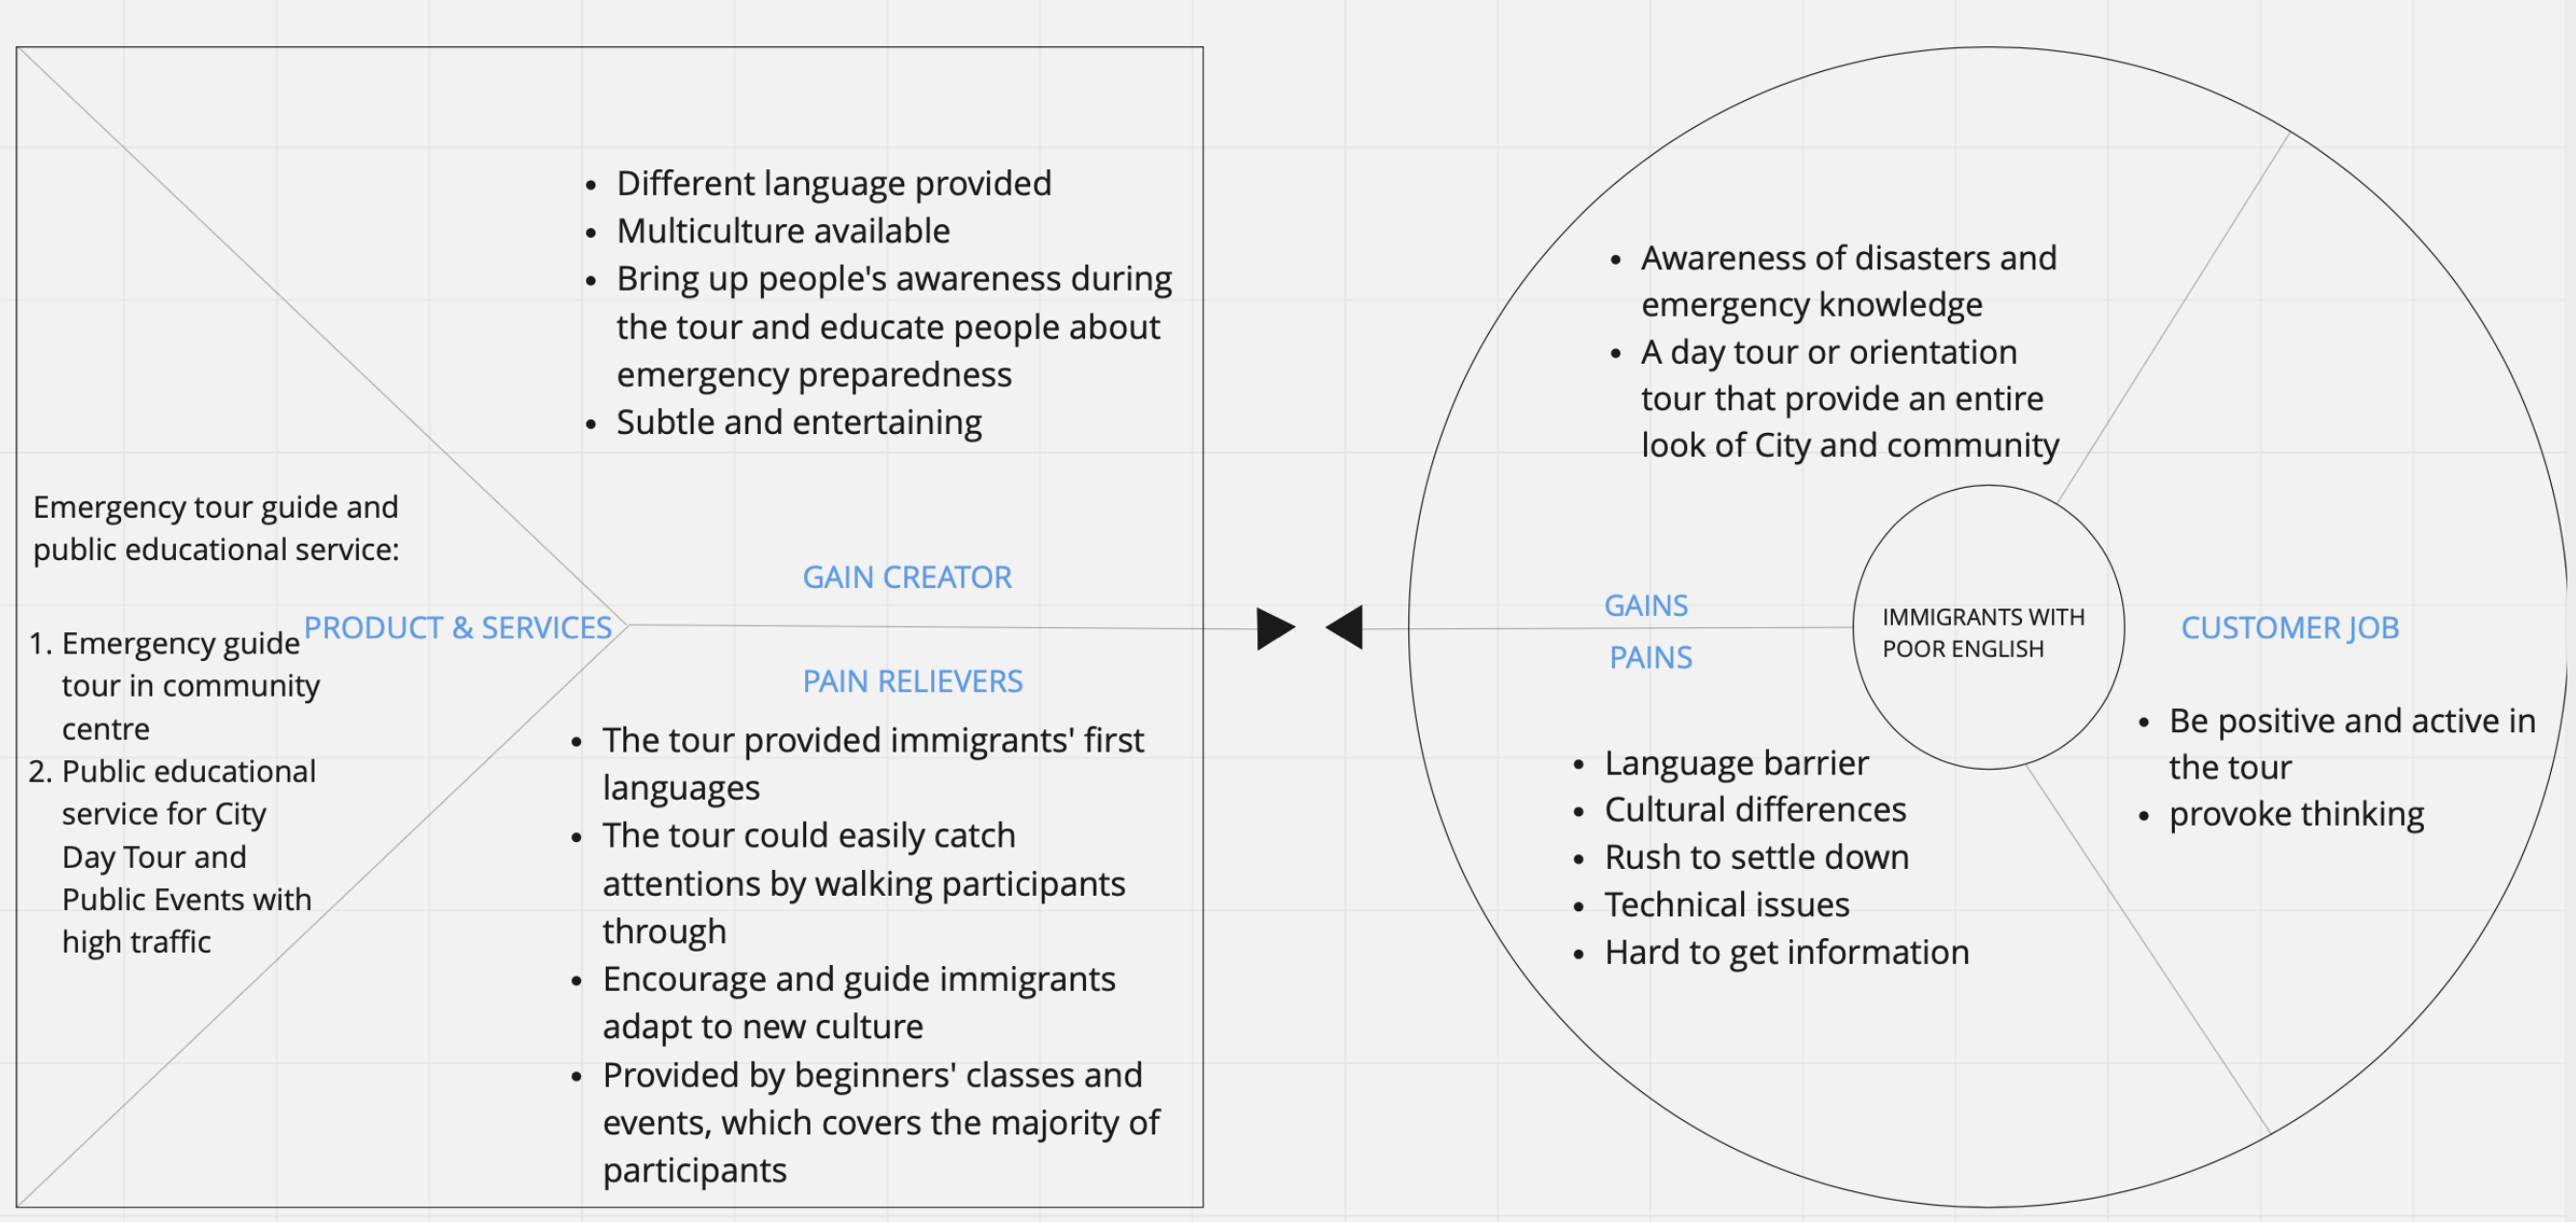 Different language provided
Multiculture available
Bring up people's awareness during
the tour and educate people about
emergency preparedness
Subtle and entertaining
Emergency tour guide and
public educational service:
PRODUCT & SERVICES
1. Emergency guide
tour in community
centre
2. Public educational
service for City
Day Tour and
Public Events with
high traffic
GAIN CREATOR
PAIN RELIEVERS
The tour provided immigrants' first
languages
The tour could easily catch
attentions by walking participants
through
Encourage and guide immigrants
adapt to new culture
Provided by beginners' classes and
events, which covers the majority of
participants
Awareness of disasters and
emergency knowledge
A day tour or orientation
tour that provide an entire
look of City and community
GAINS
PAINS
Language barrier
Cultural differences
Rush to settle down
Technical issues
Hard to get information
IMMIGRANTS WITH
POOR ENGLISH
CUSTOMER JOB
Be positive and active in
the tour
provoke thinking